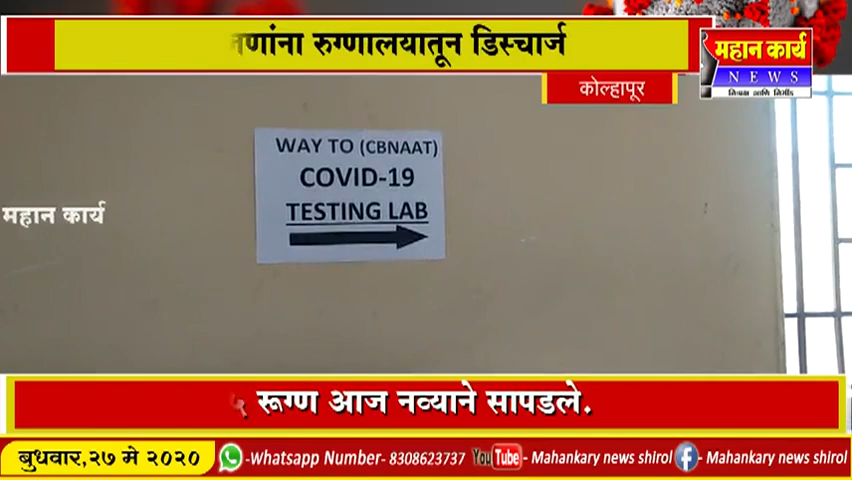 रुग्णालयातून डिस्चार्ज
महान कार्य
NEWS
कोल्हापूर
WAY TO (CBNAAT)
COVID-19
TESTING LAB
महान कार्य
रूग्ण आज नव्याने सापडले.
बुधवार,२७ मे २०२०
-Whatsapp Number- 8308623737
YouTube - Mahankary news shirol
f - Mahankary news shirol